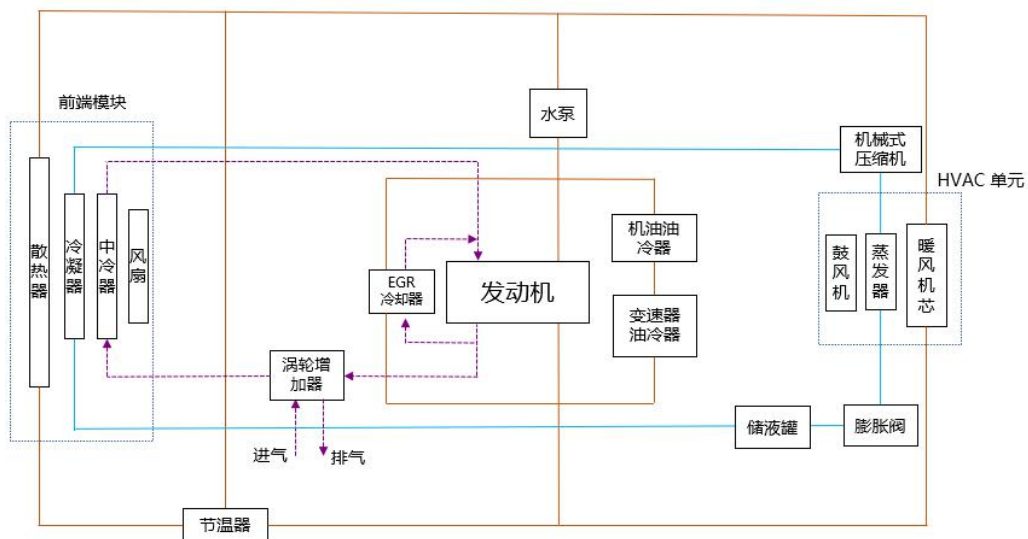 水泵
前端模块
机械式
压缩机
HVAC 单元
散热器
冷凝器
中冷器
风扇
机油油
冷器
鼓风机
蒸发器
暖风机芯
EGR
冷却器
发动机
变速器
油冷器
涡轮增
加器
储液罐
膨胀阀
进气
排气
节温器